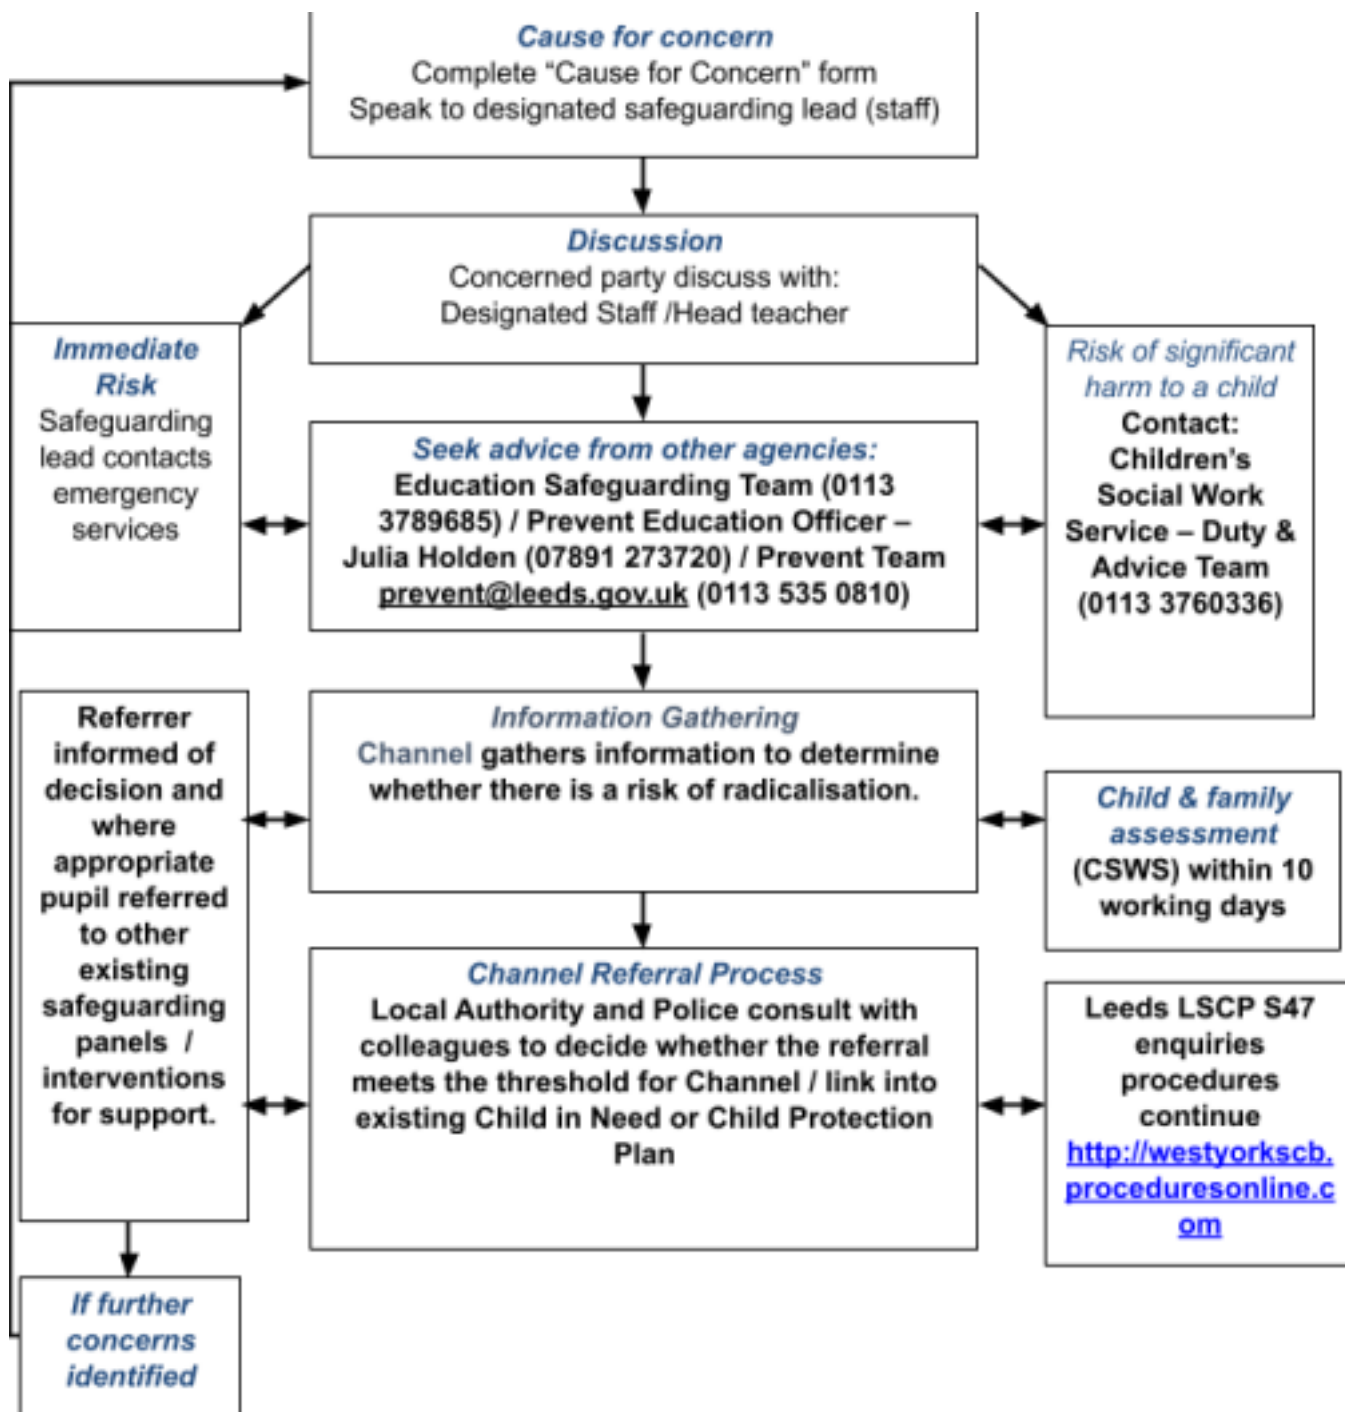 Cause for concern
Complete “Cause for Concern” form
Speak to designated safeguarding lead (staff)
Discussion
Concerned party discuss with:
Designated Staff /Head teacher
Immediate
Risk
Safeguarding
lead contacts
emergency
services
Seek advice from other agencies:
Education Safeguarding Team (0113
3789685) / Prevent Education Officer –
Julia Holden (07891 273720) / Prevent Team
prevent@leeds.gov.uk (0113 535 0810)
Risk of significant
harm to a child
Contact:
Children’s
Social Work
Service – Duty &
Advice Team
(0113 3760336)
Referrer
informed of
decision and
where
appropriate
pupil referred
to other
existing
safeguarding
panels /
interventions
for support.
Information Gathering
Channel gathers information to determine
whether there is a risk of radicalisation.
Child & family
assessment
(CSWS) within 10
working days
Channel Referral Process
Local Authority and Police consult with
colleagues to decide whether the referral
meets the threshold for Channel / link into
existing Child in Need or Child Protection
Plan
Leeds LSCP S47
enquiries
procedures
continue
http://westyorkscb.
proceduresonline.c
om
If further
concerns
identified